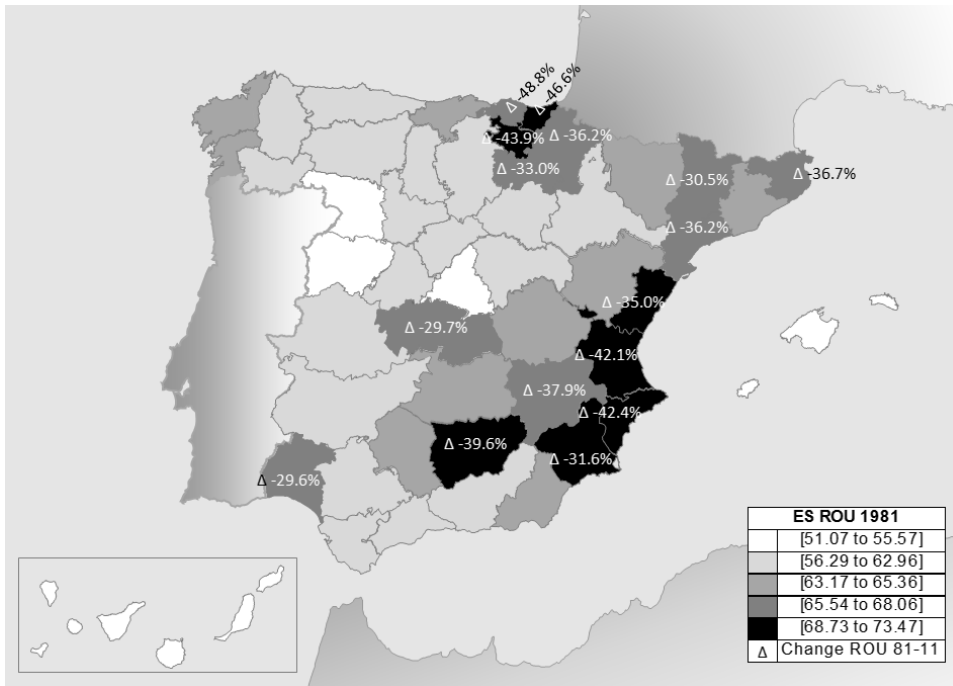 Δ -48.8%
Δ -46.6%
Δ -43.9%
Δ -36.2%
Δ -33.0%
Δ -30.5%
Δ -36.7%
Δ -36.2%
Δ -35.0%
Δ -29.7%
Δ -42.1%
Δ -37.9%
Δ -42.4%
Δ -39.6%
Δ -31.6%
Δ -29.6%
ES ROU 1981
[51.07 to 55.57]
[56.29 to 62.96]
[63.17 to 65.36]
[65.54 to 68.06]
[68.73 to 73.47]
Δ Change ROU 81-11